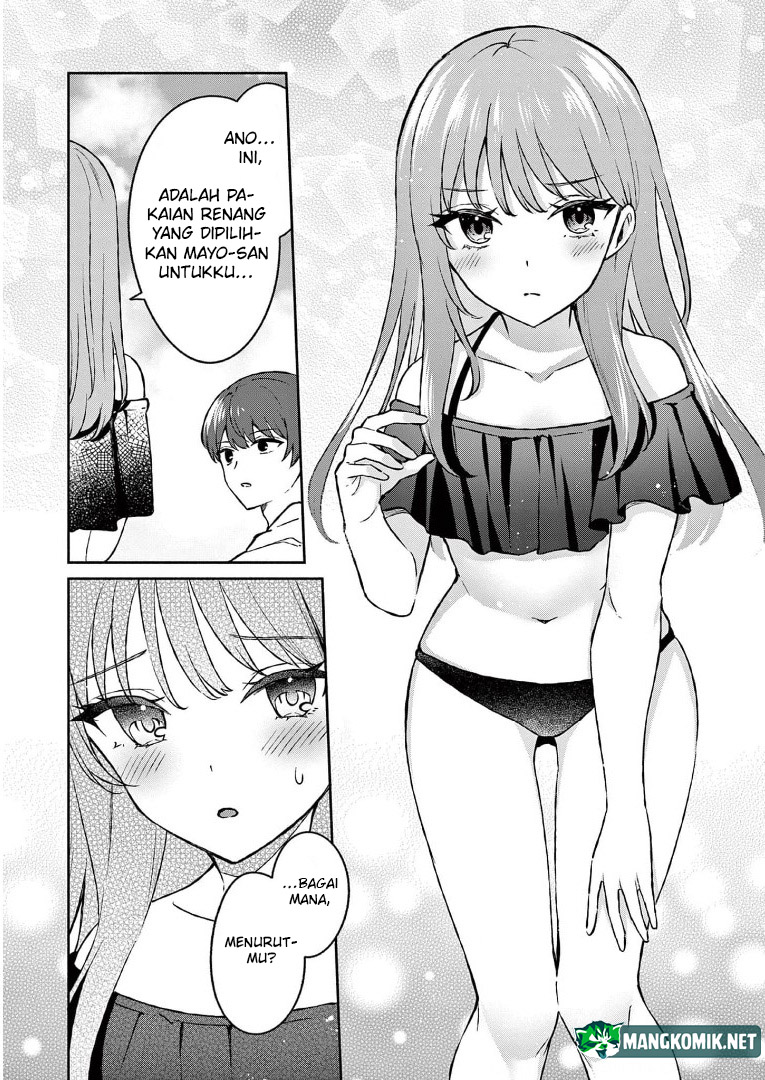 ANO...
INI,
ADALAH PA-
KAIAN RENANG
YANG DIPILIH-
KAN MAYO-SAN
UNTUKKU...
...BAGAI
MANA,
MENURUT-
MU?
MANGKOMIK.NET